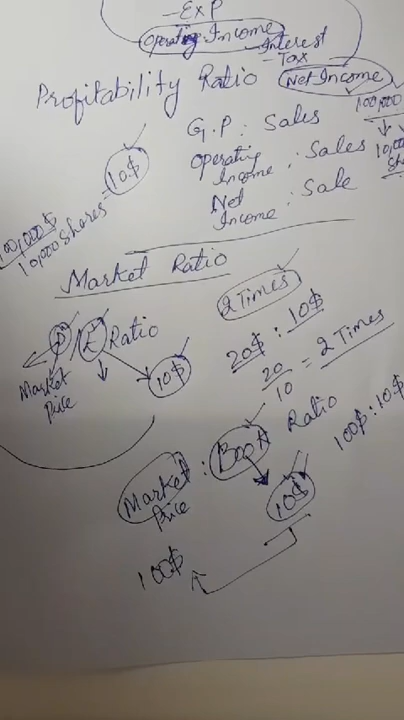 - Exp
Operating Income
- Interest
- Tax
Profitability Ratio
Net Income
100,000
G.P : Sales
Operating Income : Sales
Net Income : Sale
10$
100,000$
10,000 shares
Market Ratio
2 Times
P/E Ratio
Market Price
10$
20$ : 10$
20/10 = 2 Times
Market Price : Book Ratio
100$ : 10$
10$
100$